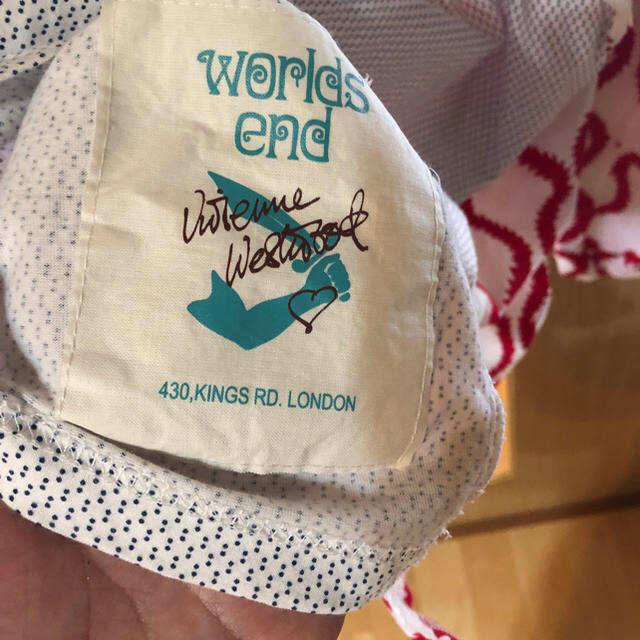 worlds
end
Vivienne
Westwood
430,KINGS RD. LONDON